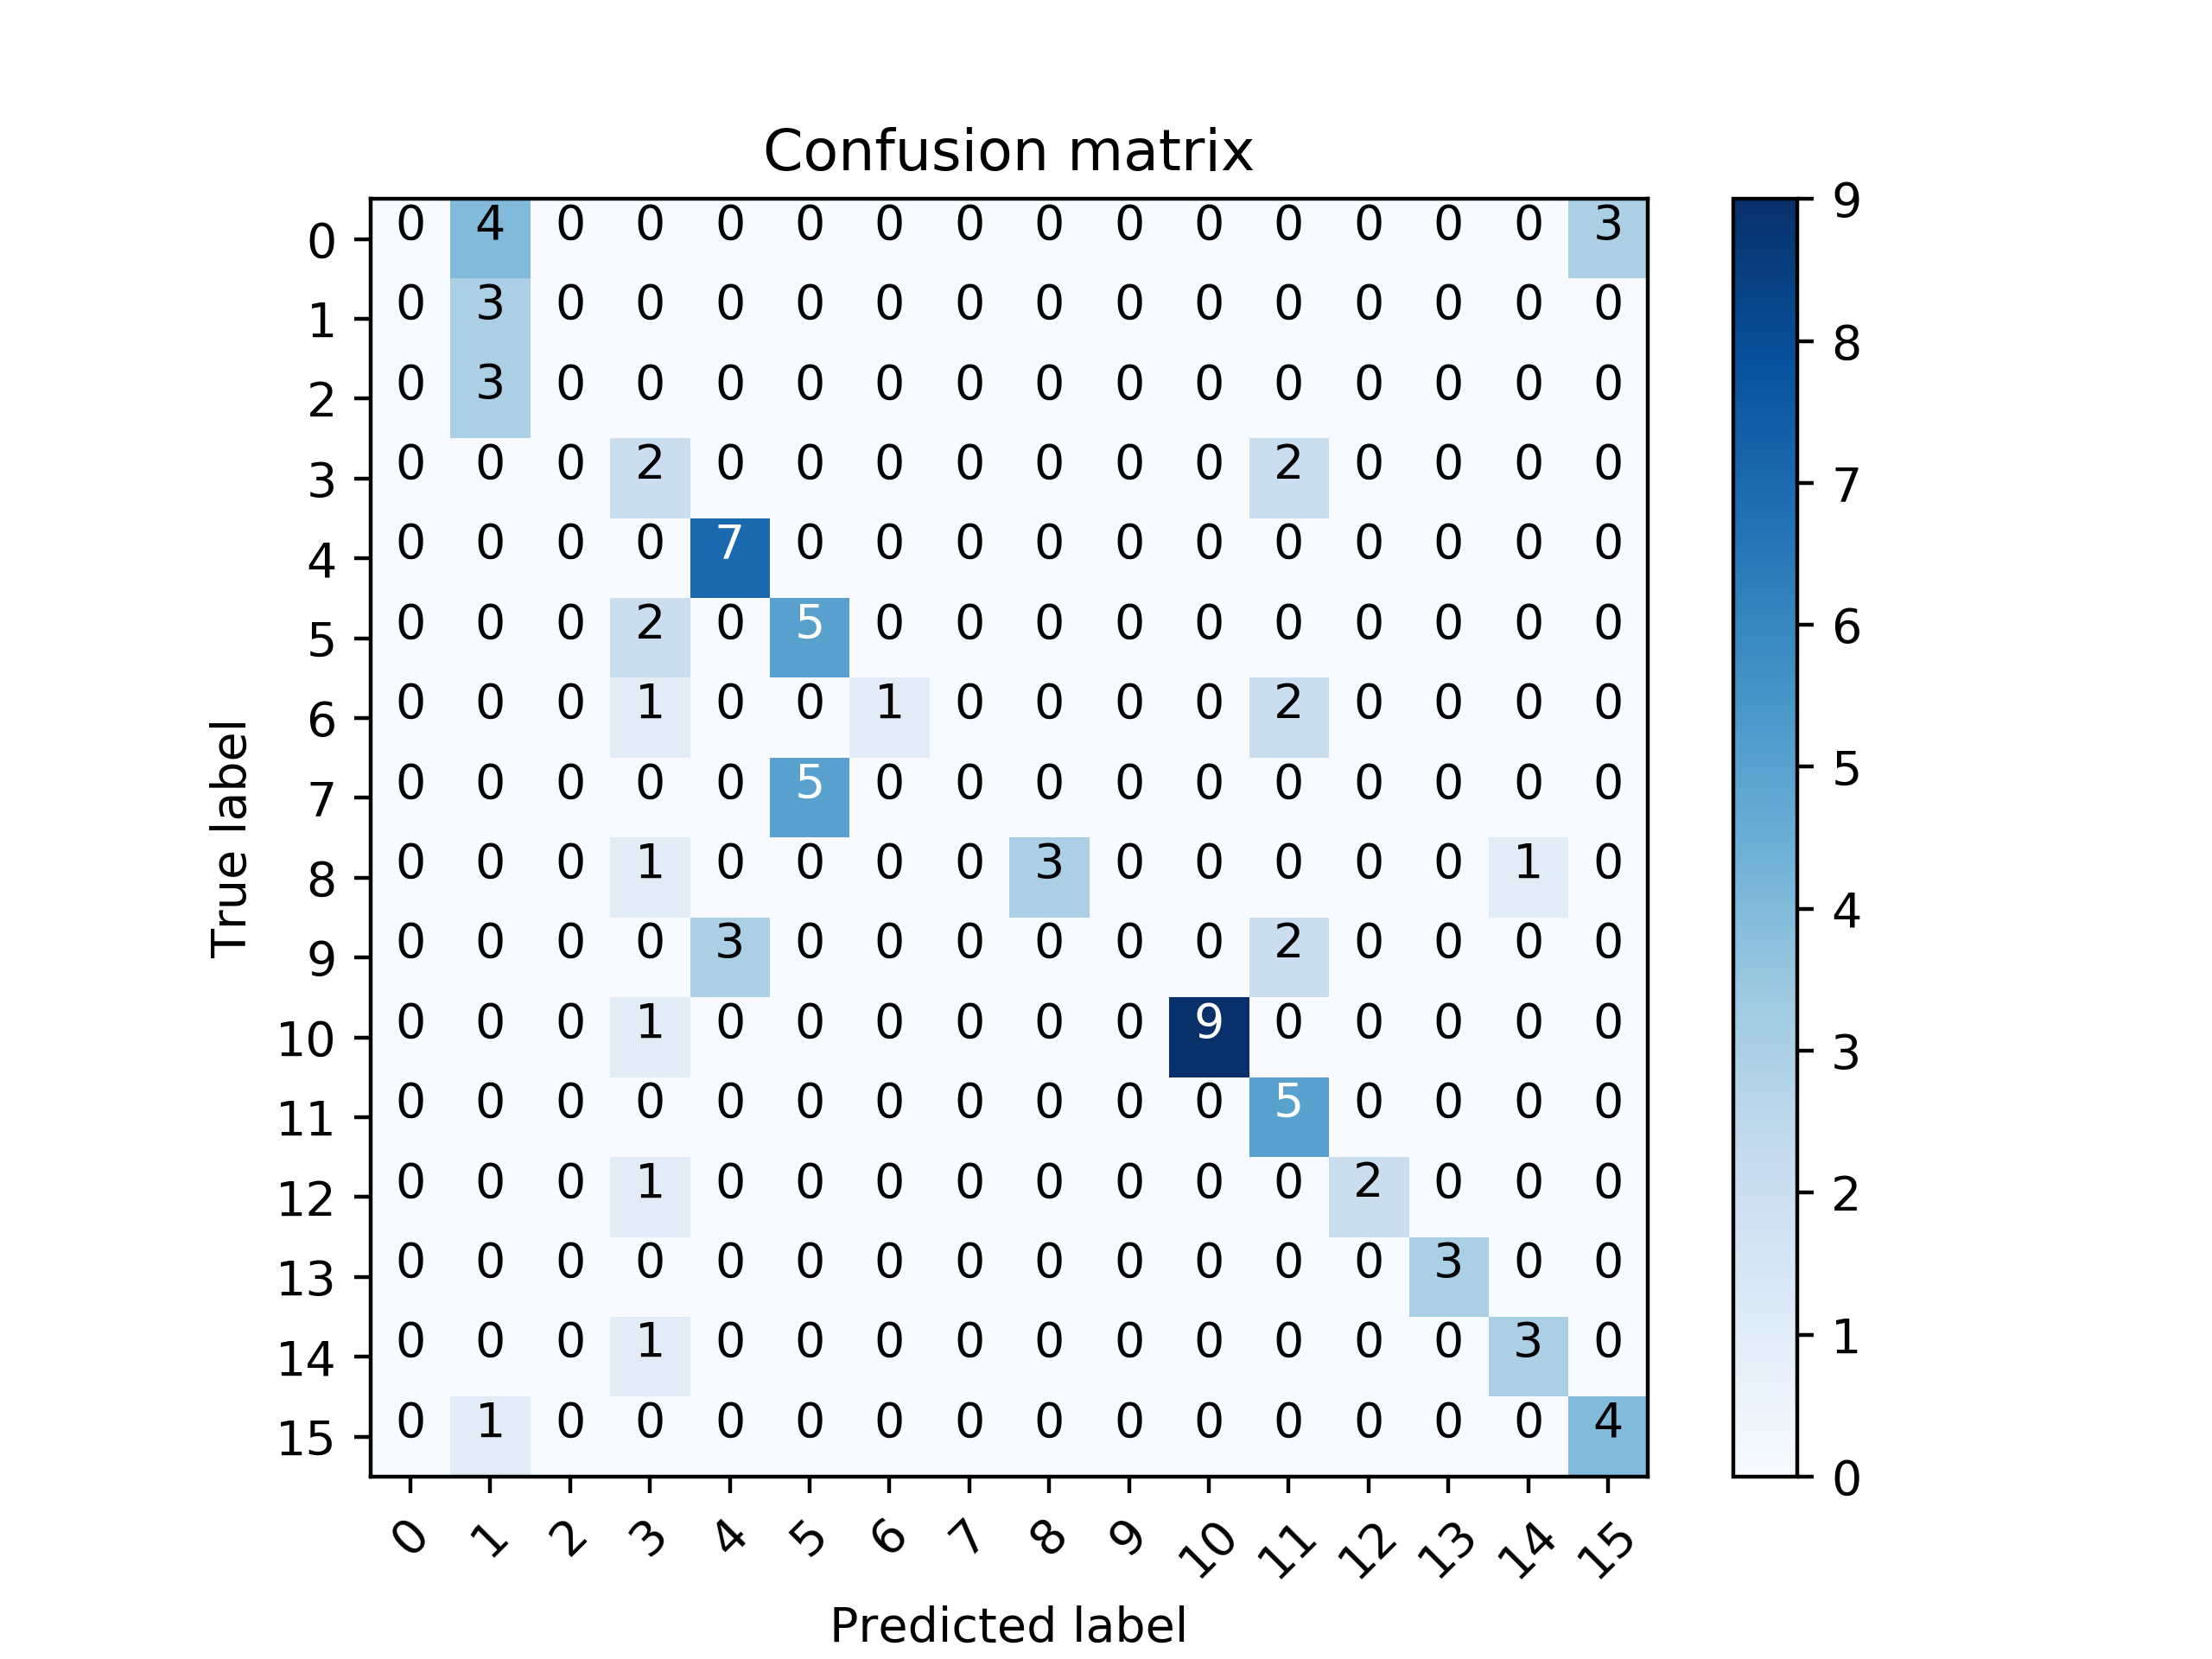 Confusion matrix
0 0 4 0 0 0 0 0 0 0 0 0 0 0 0 0 3
1 0 3 0 0 0 0 0 0 0 0 0 0 0 0 0 0
2 0 3 0 0 0 0 0 0 0 0 0 0 0 0 0 0
3 0 0 0 2 0 0 0 0 0 0 0 2 0 0 0 0
4 0 0 0 0 7 0 0 0 0 0 0 0 0 0 0 0
5 0 0 0 2 0 5 0 0 0 0 0 0 0 0 0 0
6 0 0 0 1 0 0 1 0 0 0 0 2 0 0 0 0
7 0 0 0 0 0 5 0 0 0 0 0 0 0 0 0 0
8 0 0 0 1 0 0 0 0 3 0 0 0 0 0 1 0
9 0 0 0 0 3 0 0 0 0 0 0 2 0 0 0 0
10 0 0 0 1 0 0 0 0 0 0 9 0 0 0 0 0
11 0 0 0 0 0 0 0 0 0 0 0 5 0 0 0 0
12 0 0 0 1 0 0 0 0 0 0 0 0 2 0 0 0
13 0 0 0 0 0 0 0 0 0 0 0 0 0 3 0 0
14 0 0 0 1 0 0 0 0 0 0 0 0 0 0 3 0
15 0 1 0 0 0 0 0 0 0 0 0 0 0 0 0 4
0 1 2 3 4 5 6 7 8 9 10 11 12 13 14 15
Predicted label
True label
9
8
7
6
5
4
3
2
1
0